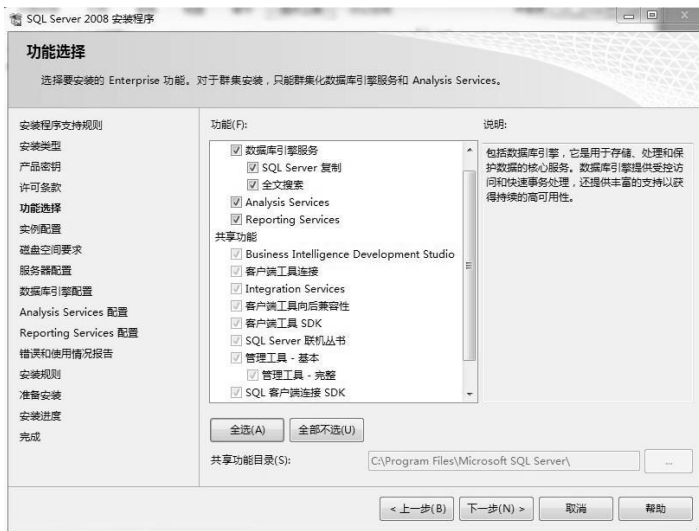 SQL Server 2008 安装程序
功能选择
选择要安装的 Enterprise 功能。对于群集安装，只能群集化数据库引擎服务和 Analysis Services。
安装程序支持规则
安装类型
产品密钥
许可条款
功能选择
实例配置
磁盘空间要求
服务器配置
数据库引擎配置
Analysis Services 配置
Reporting Services 配置
错误和使用情况报告
安装规则
准备安装
安装进度
完成
功能(F):
数据库引擎服务
SQL Server 复制
全文搜索
Analysis Services
Reporting Services
共享功能
Business Intelligence Development Studio
客户端工具连接
Integration Services
客户端工具向后兼容性
客户端工具 SDK
SQL Server 联机丛书
管理工具 - 基本
管理工具 - 完整
SQL 客户端连接 SDK
说明:
包括数据库引擎，它是用于存储、处理和保
护数据的核心服务。数据库引擎提供受控访
问和快速事务处理，还提供丰富的支持以获
得持续的高可用性。
全选(A)
全部不选(U)
共享功能目录(S):
C:\Program Files\Microsoft SQL Server\
...
< 上一步(B)
下一步(N) >
取消
帮助